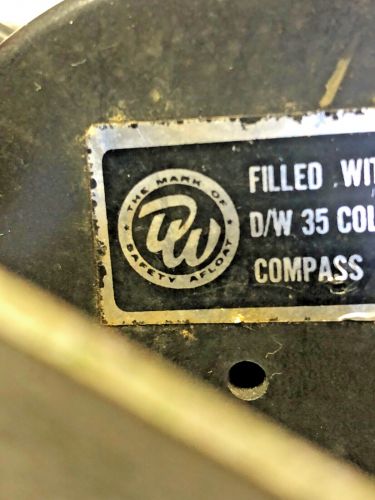 THE MARK OF
DW
SAFETY AFLOAT
FILLED WIT
D/W 35 COL
COMPASS